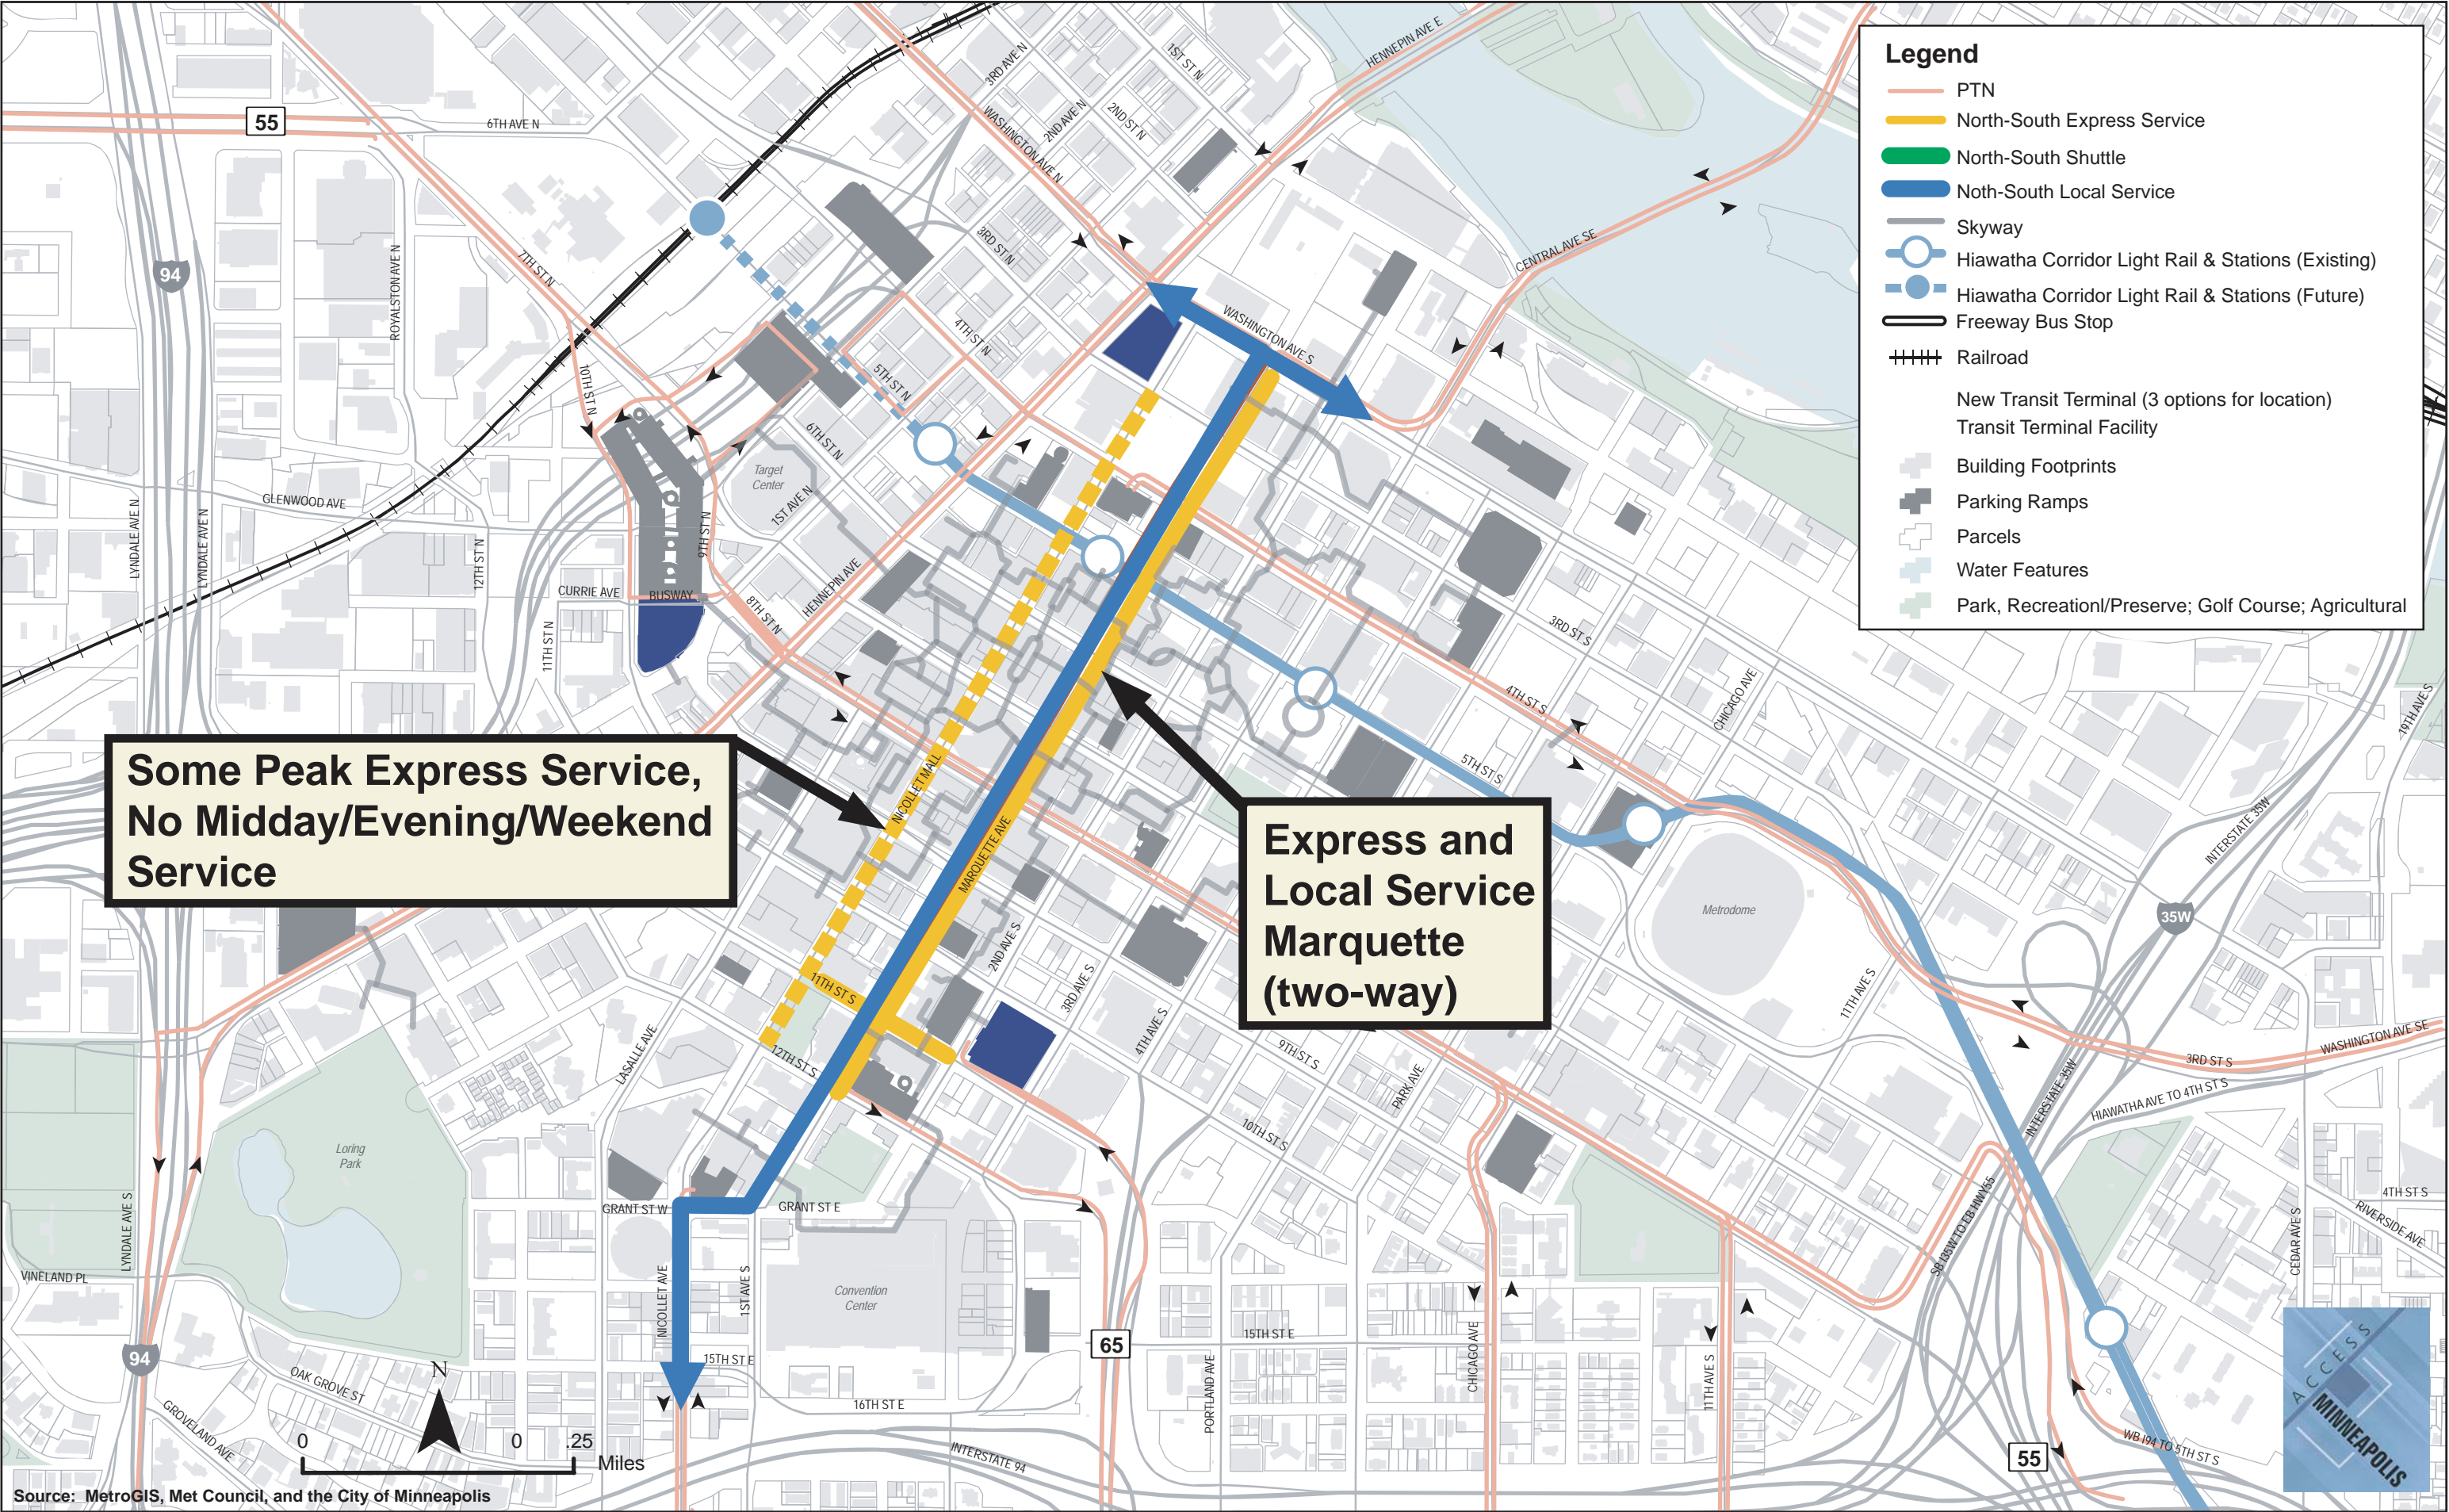 Legend
PTN
North-South Express Service
North-South Shuttle
Noth-South Local Service
Skyway
Hiawatha Corridor Light Rail & Stations (Existing)
Hiawatha Corridor Light Rail & Stations (Future)
Freeway Bus Stop
Railroad
New Transit Terminal (3 options for location)
Transit Terminal Facility
Building Footprints
Parking Ramps
Parcels
Water Features
Park, Recreationl/Preserve; Golf Course; Agricultural
Some Peak Express Service,
No Midday/Evening/Weekend
Service
Express and
Local Service
Marquette
(two-way)
HENNEPIN AVE E
1ST ST N
3RD AVE N
2ND AVE N
2ND ST N
WASHINGTON AVE N
55
6TH AVE N
94
ROYALSTON AVE N
7TH ST N
3RD ST N
CENTRAL AVE SE
WASHINGTON AVE S
4TH ST N
5TH ST N
10TH ST N
6TH ST N
Target
Center
1ST AVE N
GLENWOOD AVE
LYNDALE AVE N
LYNDALE AVE N
12TH ST N
9TH ST N
CURRIE AVE
BUSWAY
HENNEPIN AVE
8TH ST N
11TH ST N
3RD ST S
4TH ST S
CHICAGO AVE
19TH AVE S
5TH ST S
NICOLLET MALL
MARQUETTE AVE
INTERSTATE 35W
Metrodome
35W
2ND AVE S
3RD AVE S
4TH AVE S
11TH ST S
12TH ST S
LASALLE AVE
11TH AVE S
9TH ST S
PARK AVE
10TH ST S
3RD ST S
WASHINGTON AVE SE
INTERSTATE 35W
HIAWATHA AVE TO 4TH ST S
Loring
Park
LYNDALE AVE S
GRANT ST W
GRANT ST E
4TH ST S
RIVERSIDE AVE
CEDAR AVE S
SB I35W TO EB HWY55
VINELAND PL
NICOLLET AVE
1ST AVE S
Convention
Center
65
15TH ST E
15TH ST E
CHICAGO AVE
11TH AVE S
PORTLAND AVE
94
OAK GROVE ST
GROVELAND AVE
16TH ST E
INTERSTATE 94
55
WB I94 TO 5TH ST S
N
0
0
.25
Miles
ACCESS
MINNEAPOLIS
Source: MetroGIS, Met Council, and the City of Minneapolis